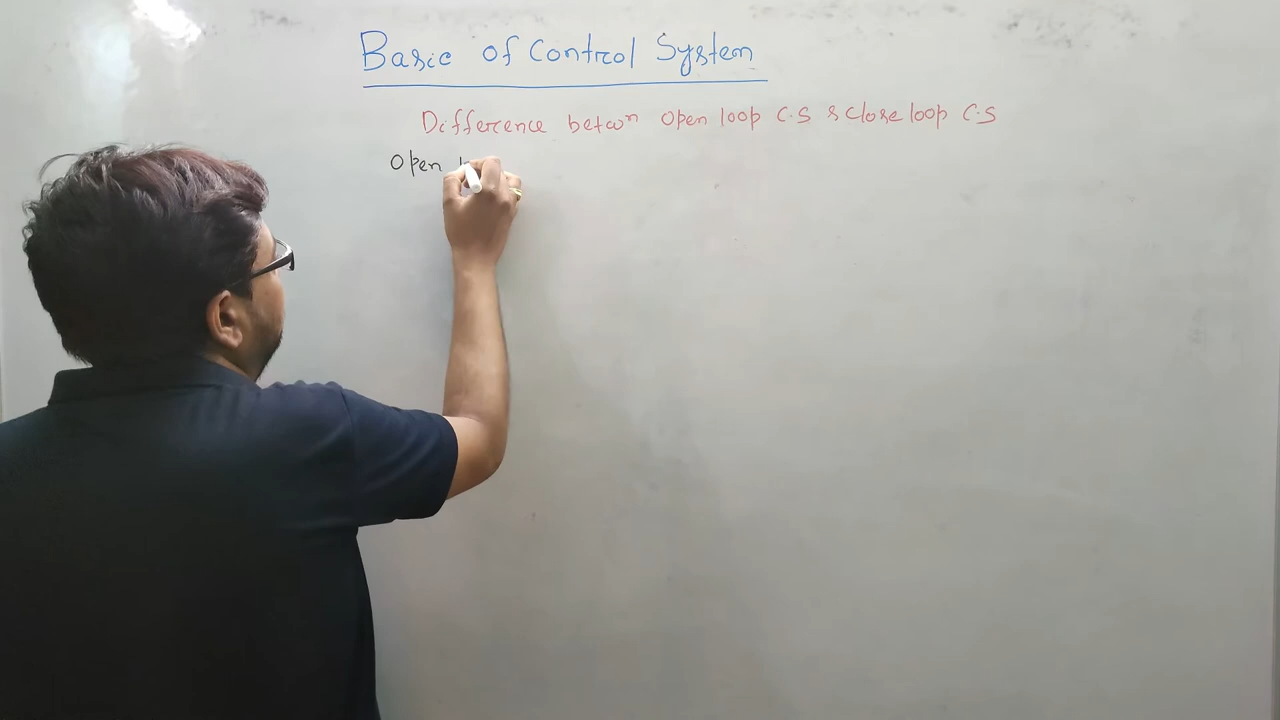 Basic of Control System
Difference betwn Open loop C.S & Close loop C.S
Open